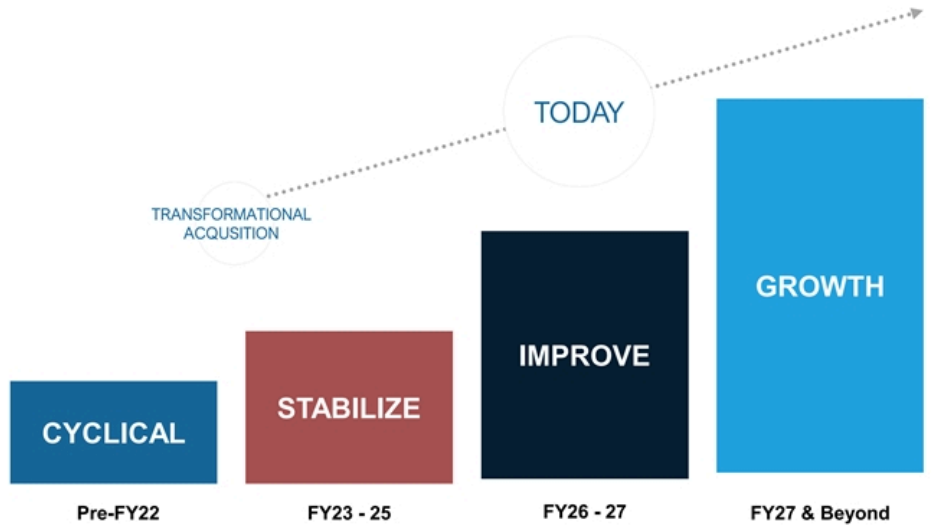 TODAY
TRANSFORMATIONAL
ACQUSITION
GROWTH
IMPROVE
STABILIZE
CYCLICAL
Pre-FY22
FY23 - 25
FY26 - 27
FY27 & Beyond